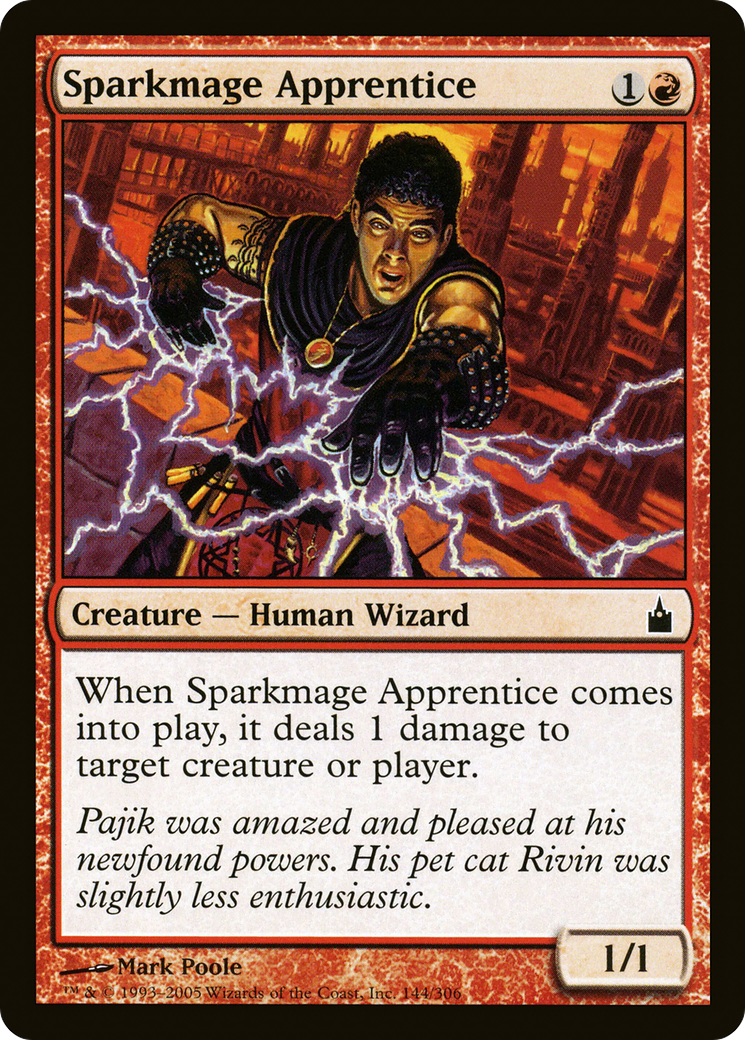 Sparkmage Apprentice 1
Creature — Human Wizard
When Sparkmage Apprentice comes
into play, it deals 1 damage to
target creature or player.
Pajik was amazed and pleased at his
newfound powers. His pet cat Rivin was
slightly less enthusiastic.
1/1
Mark Poole
™ & © 1993–2005 Wizards of the Coast, Inc. 144/306